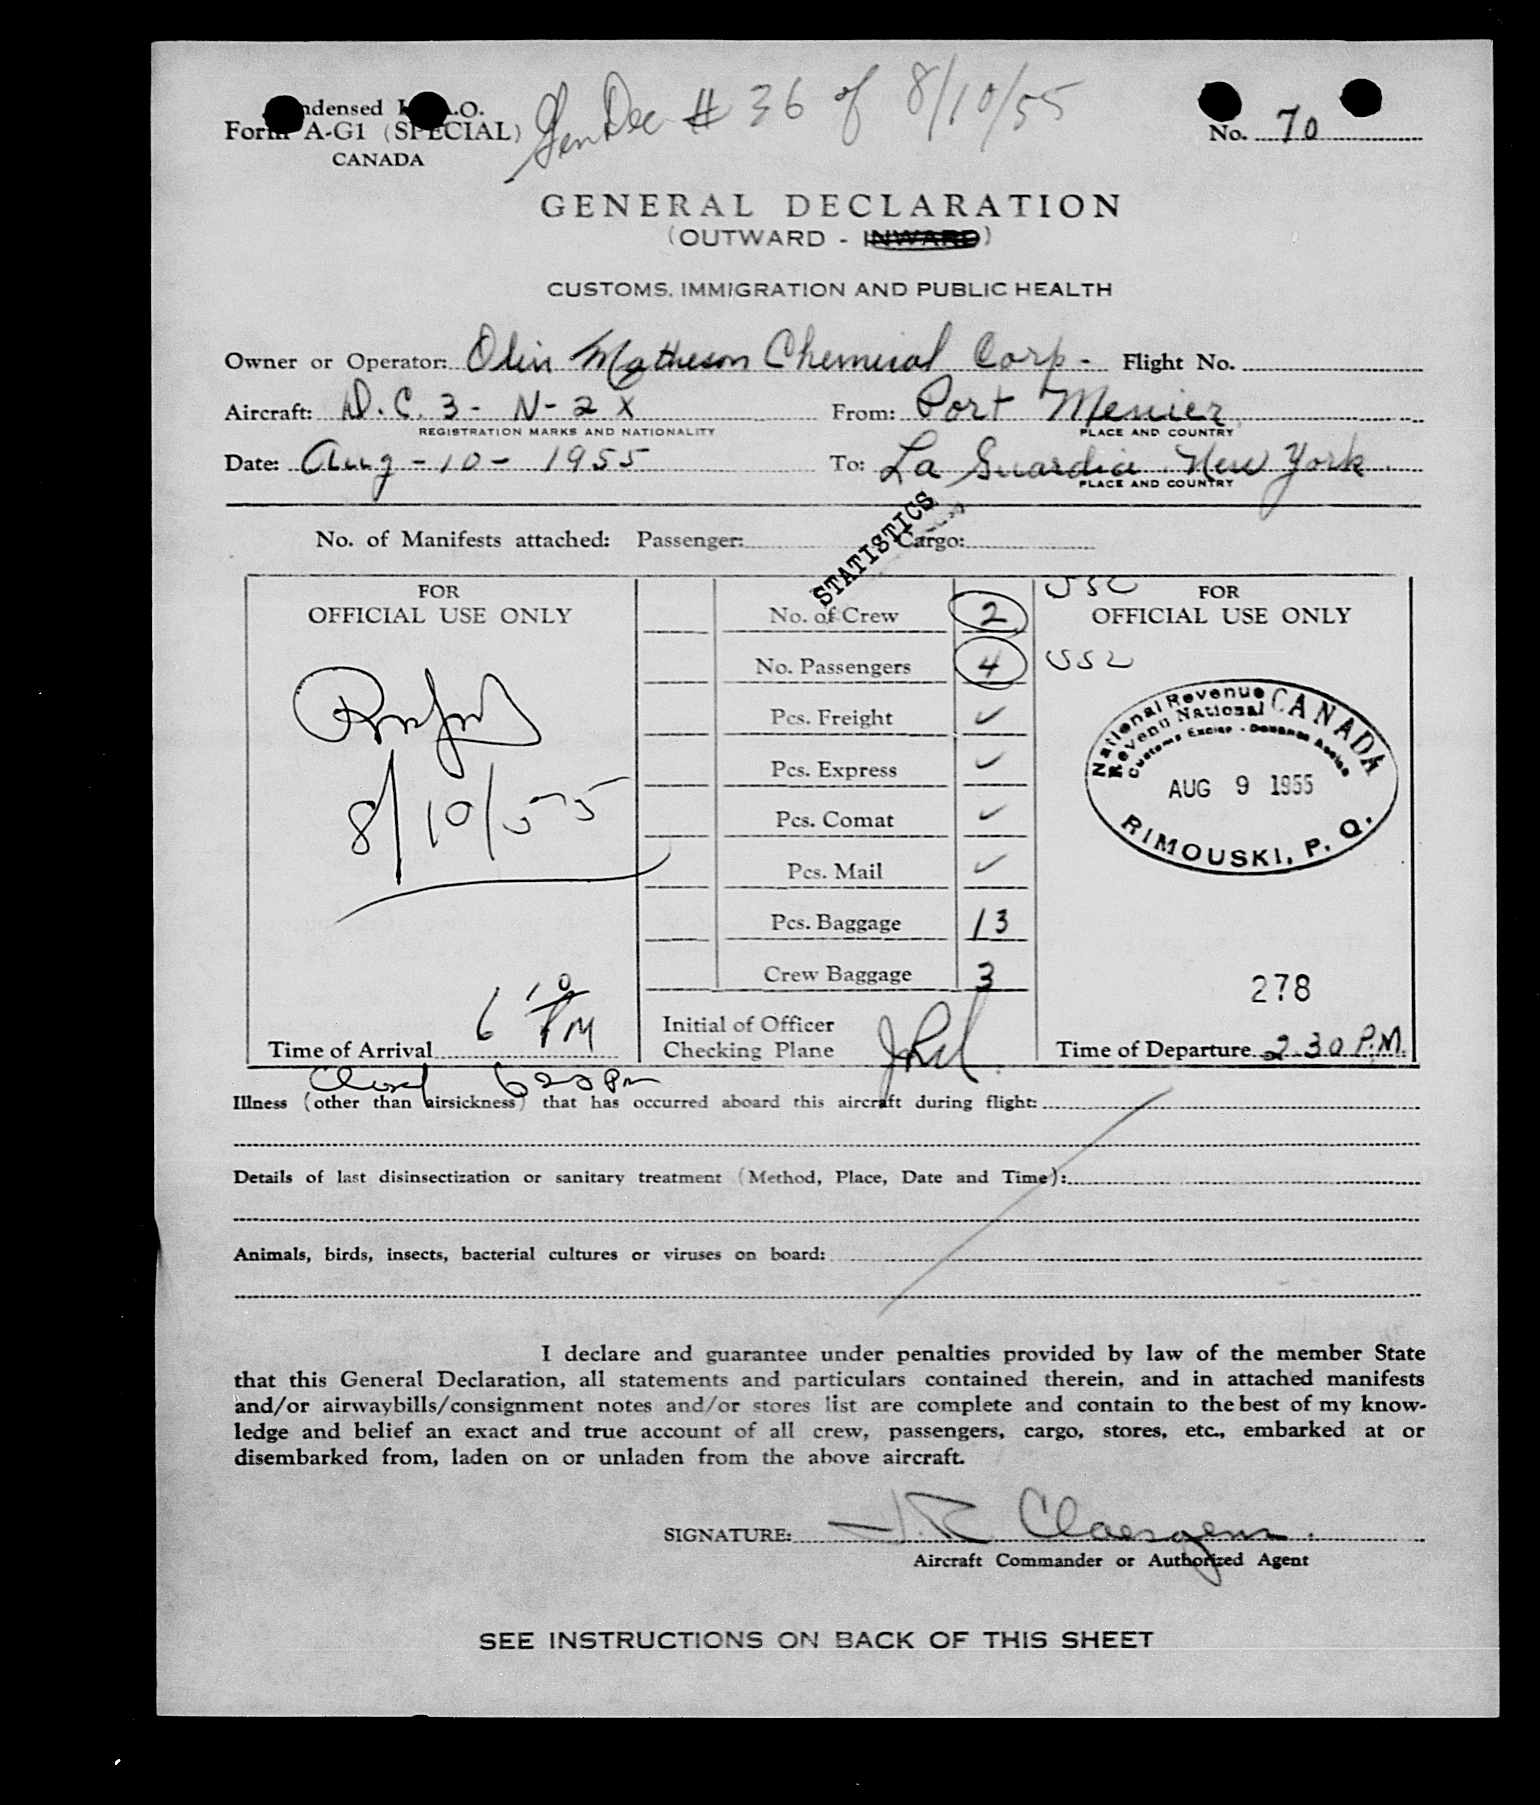 Gen Dec # 36 of 8/10/55
ndensed I .A.O.
Form A-G1 (SPECIAL)
CANADA
No. 70
GENERAL DECLARATION
(OUTWARD - INWARD)
CUSTOMS, IMMIGRATION AND PUBLIC HEALTH
Owner or Operator: Olin Matheson Chemical Corp - Flight No.
Aircraft: D.C. 3 - N-2X From: Port Menier
REGISTRATION MARKS AND NATIONALITY PLACE AND COUNTRY
Date: Aug - 10 - 1955 To: La Guardia New York
PLACE AND COUNTRY
STATISTICS
No. of Manifests attached: Passenger: Cargo:
FOR
OFFICIAL USE ONLY
8/10/55
6 10 PM
Time of Arrival
Closed 6 20 PM
No. of Crew 2
No. Passengers 4
Pcs. Freight ✓
Pcs. Express ✓
Pcs. Comat ✓
Pcs. Mail ✓
Pcs. Baggage 13
Crew Baggage 3
Initial of Officer
Checking Plane
USC
FOR
OFFICIAL USE ONLY
National Revenue CANADA
Revenu National
Customs Excise - Douanes Accise
AUG 9 1955
RIMOUSKI, P. Q.
278
Time of Departure 2.30 P.M.
Illness (other than airsickness) that has occurred aboard this aircraft during flight:
Details of last disinsectization or sanitary treatment (Method, Place, Date and Time):
Animals, birds, insects, bacterial cultures or viruses on board:
I declare and guarantee under penalties provided by law of the member State
that this General Declaration, all statements and particulars contained therein, and in attached manifests
and/or airwaybills/consignment notes and/or stores list are complete and contain to the best of my know-
ledge and belief an exact and true account of all crew, passengers, cargo, stores, etc., embarked at or
disembarked from, laden on or unladen from the above aircraft.
SIGNATURE: J.R. Claesgens.
Aircraft Commander or Authorized Agent
SEE INSTRUCTIONS ON BACK OF THIS SHEET